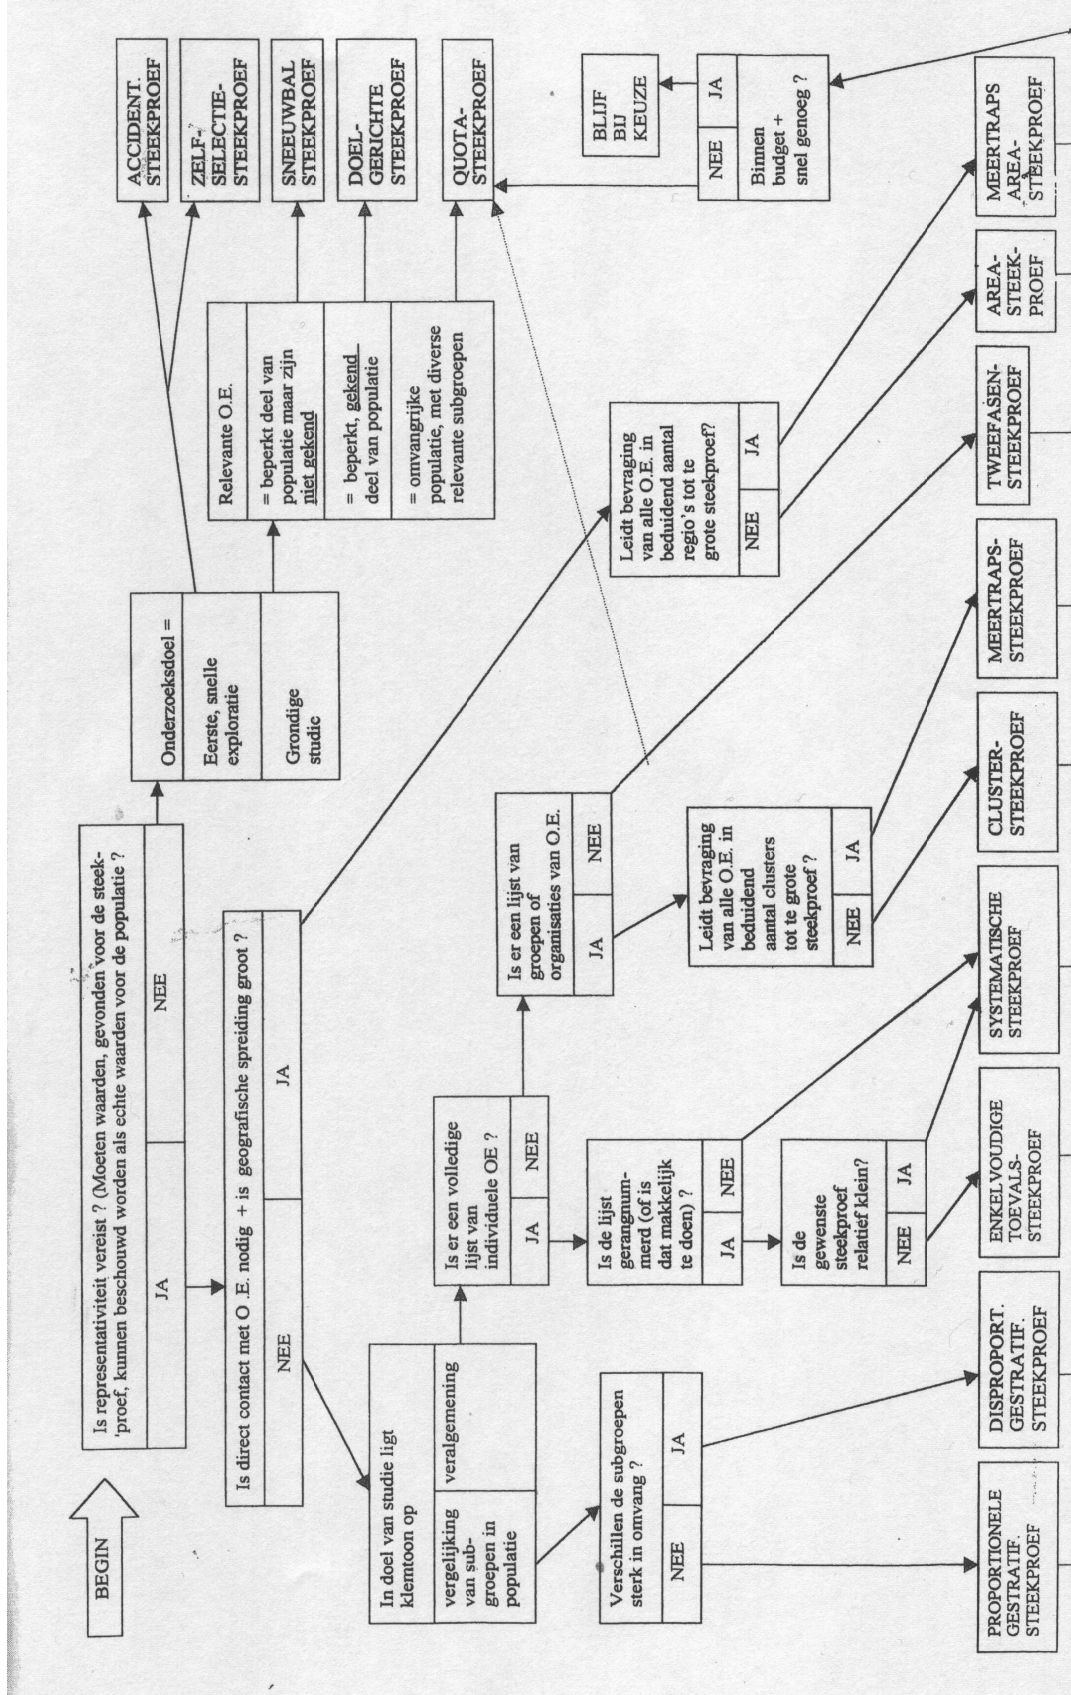 BEGIN
Is representativiteit vereist ? (Moeten waarden, gevonden voor de steek-
'proef, kunnen beschouwd worden als echte waarden voor de populatie ?
JA
NEE
Onderzoeksdoel =
Eerste, snelle
exploratie
Grondige
studie
ACCIDENT.
STEEKPROEF
ZELF-
SELECTIE-
STEEKPROEF
Relevante O.E.
= beperkt deel van
populatie maar zijn
niet gekend
= beperkt, gekend
deel van populatie
= omvangrijke
populatie, met diverse
relevante subgroepen
SNEEUWBAL
STEEKPROEF
DOEL-
GERICHTE
STEEKPROEF
QUOTA-
STEEKPROEF
Is direct contact met O .E. nodig + is geografische spreiding groot ?
NEE
JA
In doel van studie ligt
klemtoon op
vergelijking
van sub-
groepen in
populatie
veralgemening
Is er een volledige
lijst van
individuele OE ?
JA
NEE
Is er een lijst van
groepen of
organisaties van O.E.
JA
NEE
Leidt bevraging
van alle O.E. in
beduidend aantal
regio's tot te
grote steekproef?
NEE
JA
BLIJF
BIJ
KEUZE
NEE
JA
Binnen
budget +
snel genoeg ?
Verschillen de subgroepen
sterk in omvang ?
NEE
JA
Is de lijst
gerangnum-
merd (of is
dat makkelijk
te doen) ?
JA
NEE
Is de
gewenste
steekproef
relatief klein?
NEE
JA
Leidt bevraging
van alle O.E. in
beduidend
aantal clusters
tot te grote
steekproef ?
NEE
JA
PROPORTIONELE
GESTRATIF.
STEEKPROEF
DISPROPORT.
GESTRATIF.
STEEKPROEF
ENKELVOUDIGE
TOEVALS-
STEEKPROEF
SYSTEMATISCHE
STEEKPROEF
CLUSTER-
STEEKPROEF
MEERTRAPS-
STEEKPROEF
TWEEFASEN-
STEEKPROEF
AREA-
STEEK-
PROEF
MEERTRAPS
AREA-
STEEKPROEF